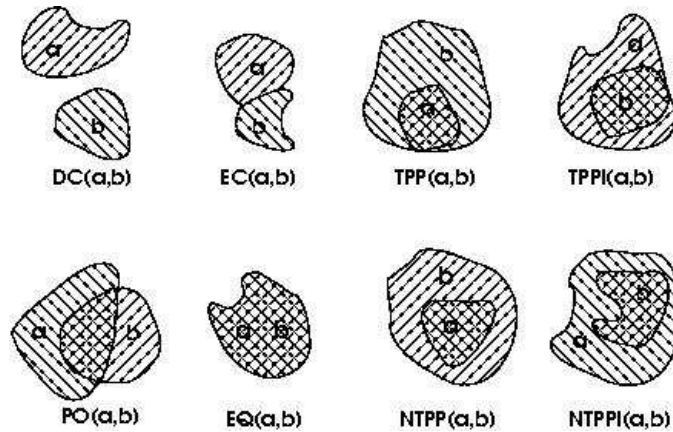 a a b a
b b a b
DC(a,b) EC(a,b) TPP(a,b) TPPI(a,b)
b b
a b a b a a
PO(a,b) EQ(a,b) NTPP(a,b) NTPPI(a,b)